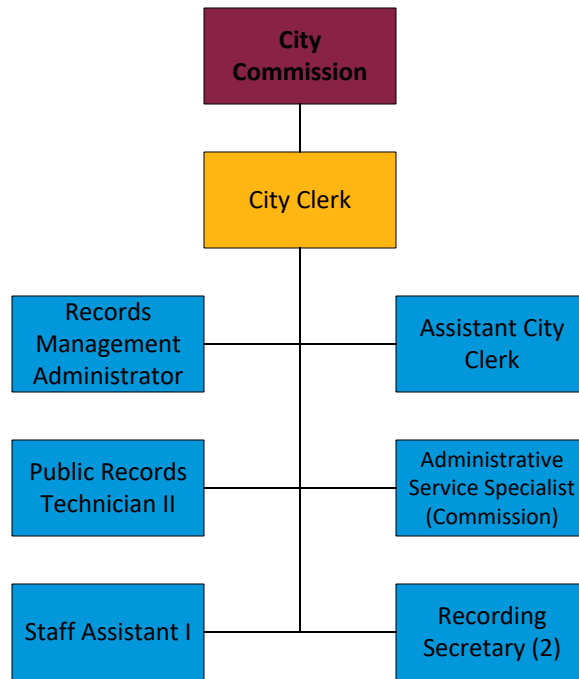 City
Commission
City Clerk
Records
Management
Administrator
Assistant City
Clerk
Public Records
Technician II
Administrative
Service Specialist
(Commission)
Staff Assistant I
Recording
Secretary (2)